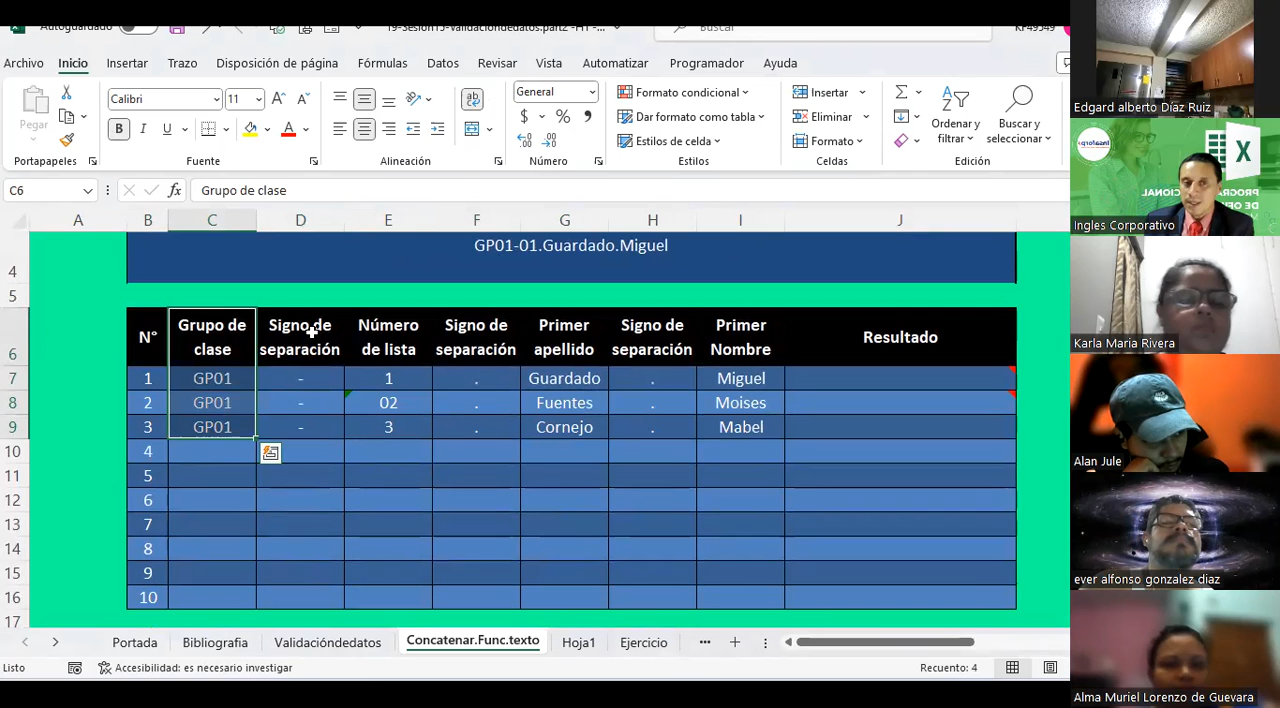 Autoguardado
19-Sesion15-validaciondedatos.part2 -H1 -...
Buscar
KF49549
Archivo Inicio Insertar Trazo Disposición de página Fórmulas Datos Revisar Vista Automatizar Programador Ayuda
Pegar
Calibri 11
N K S
General
$ % ,
Formato condicional
Dar formato como tabla
Estilos de celda
Insertar
Eliminar
Formato
Ordenar y filtrar
Buscar y seleccionar
Portapapeles Fuente Alineación Número Estilos Celdas Edición
C6 fx Grupo de clase
A B C D E F G H I J
4 GP01-01.Guardado.Miguel
5
6 N° Grupo de clase Signo de separación Número de lista Signo de separación Primer apellido Signo de separación Primer Nombre Resultado
7 1 GP01 - 1 . Guardado . Miguel
8 2 GP01 - 02 . Fuentes . Moises
9 3 GP01 - 3 . Cornejo . Mabel
10 4
11 5
12 6
13 7
14 8
15 9
16 10
17
Portada Bibliografia Validacióndedatos Concatenar.Func.texto Hoja1 Ejercicio ... +
Listo Accesibilidad: es necesario investigar Recuento: 4
Edgard alberto Díaz Ruiz
Ingles Corporativo
Karla Maria Rivera
Alan Jule
ever alfonso gonzalez diaz
Alma Muriel Lorenzo de Guevara